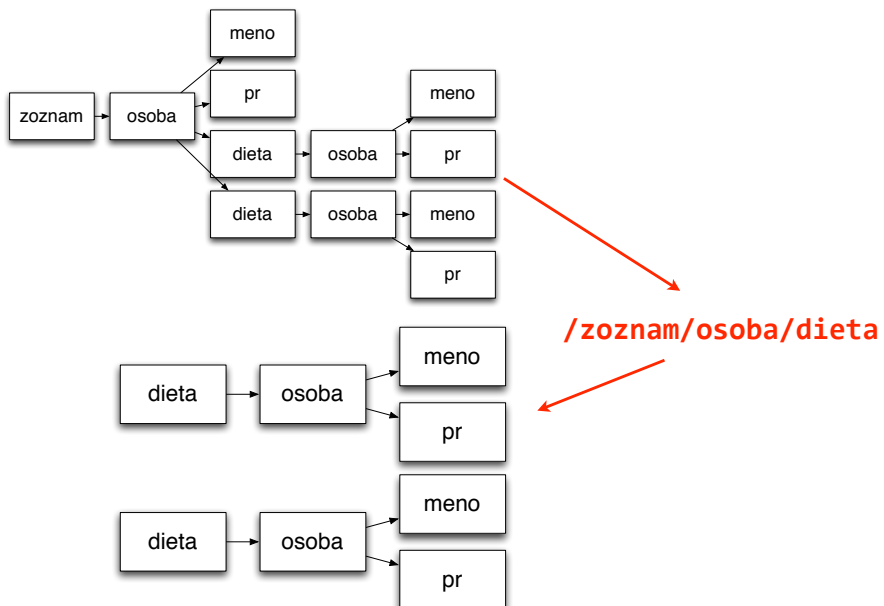 meno
pr
meno
zoznam
osoba
dieta
osoba
pr
dieta
osoba
meno
pr
/zoznam/osoba/dieta
meno
dieta
osoba
pr
meno
dieta
osoba
pr